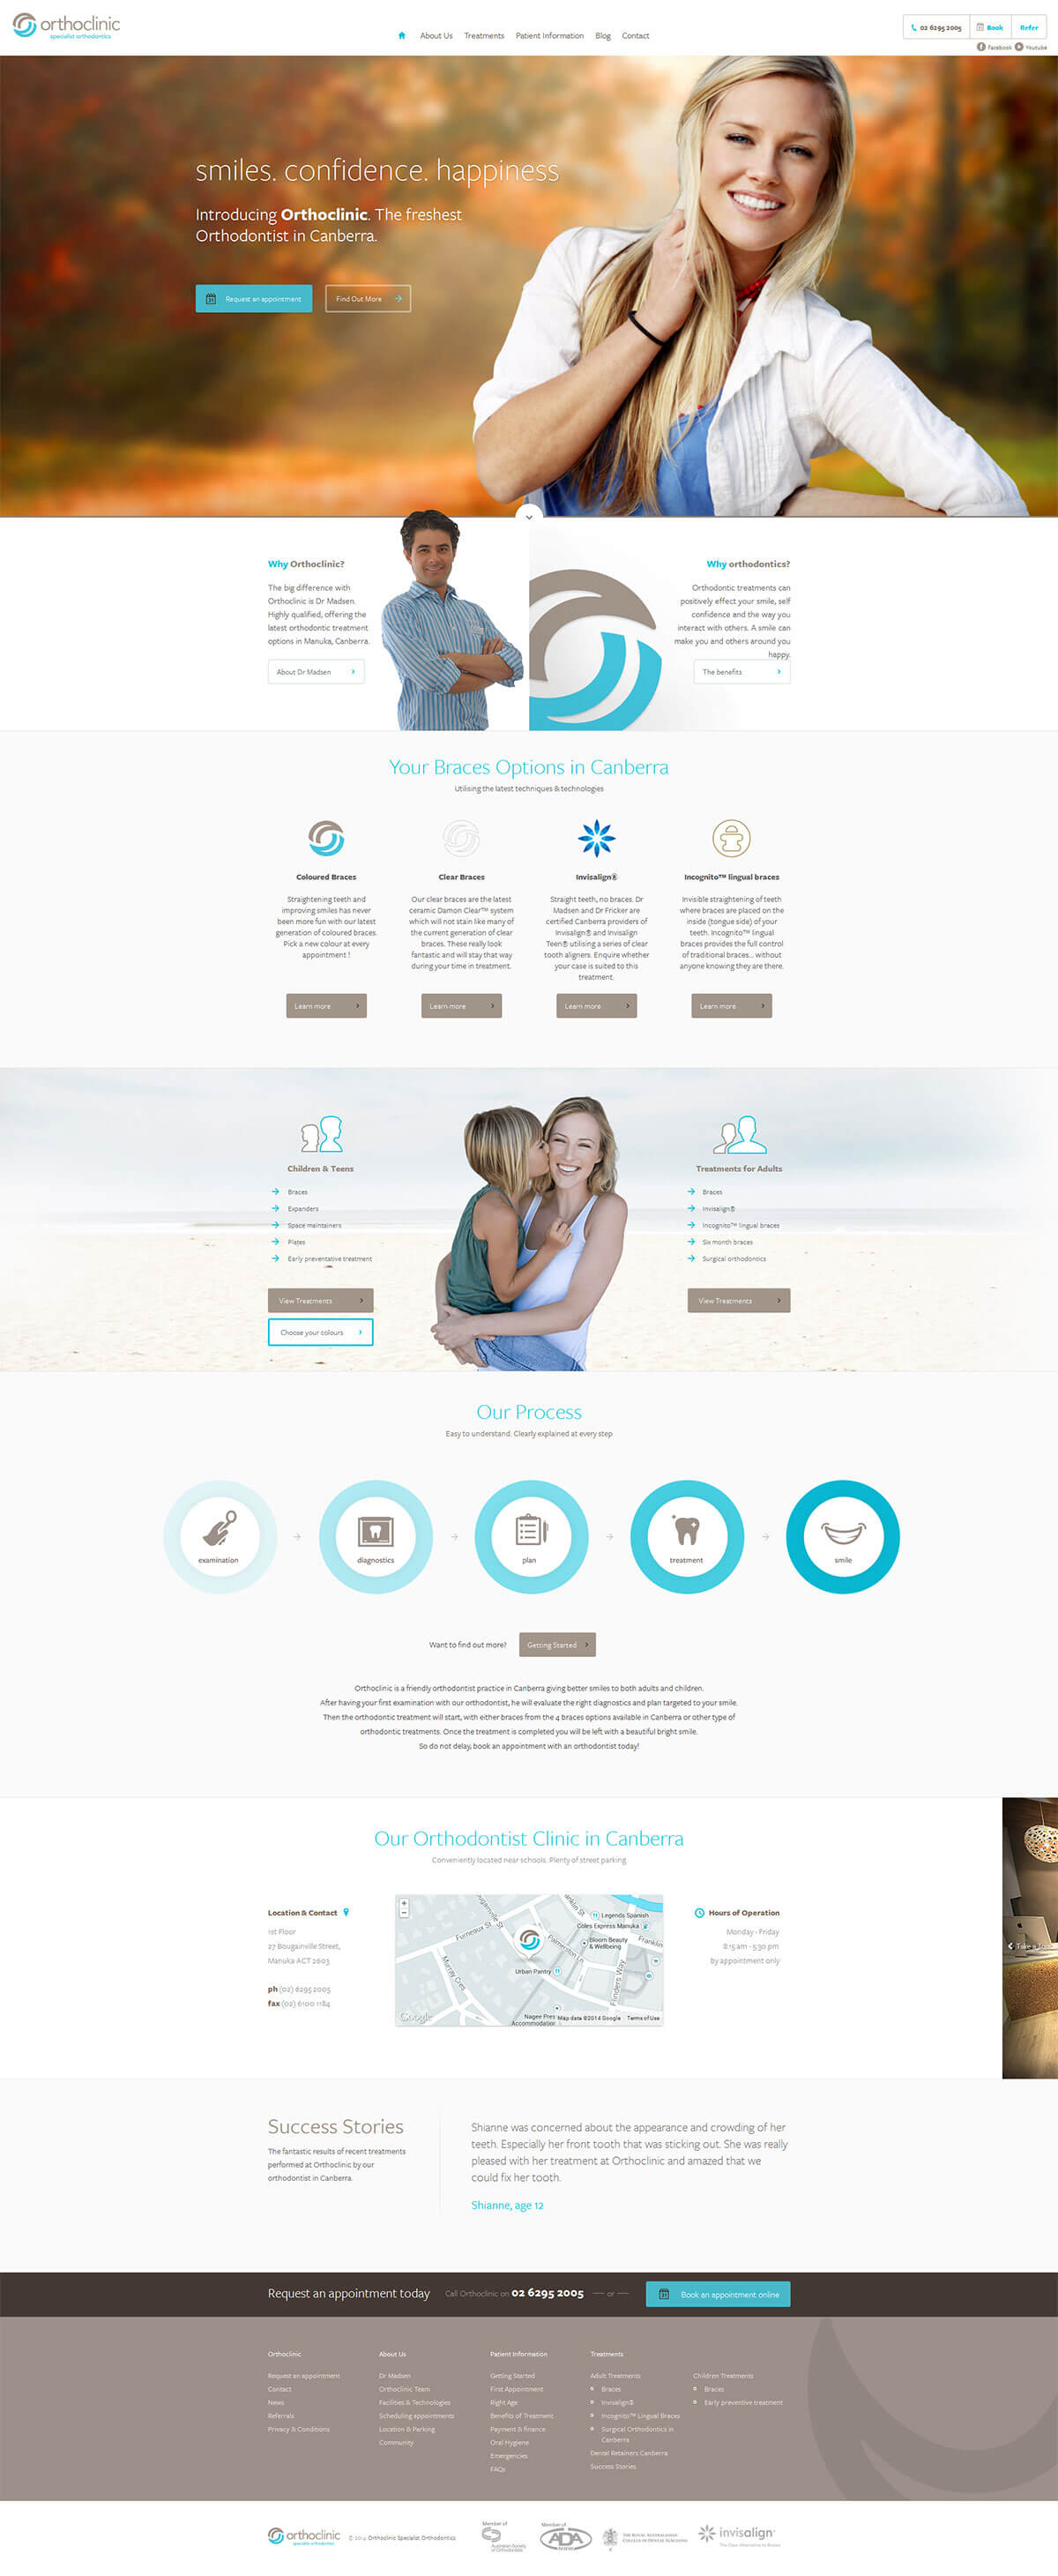 orthoclinic
specialist orthodontics
About Us Treatments Patient Information Blog Contact
02 6295 2005 Book Refer
Facebook Youtube
smiles. confidence. happiness
Introducing Orthoclinic. The freshest
Orthodontist in Canberra.
Request an appointment Find Out More
Why Orthoclinic?
The big difference with
Orthoclinic is Dr Madsen.
Highly qualified, offering the
latest orthodontic treatment
options in Manuka, Canberra.
About Dr Madsen
Why orthodontics?
Orthodontic treatments can
positively effect your smile, self
confidence and the way you
interact with others. A smile can
make you and others around you
happy.
The benefits
Your Braces Options in Canberra
Utilising the latest techniques & technologies
Coloured Braces
Straightening teeth and
improving smiles has never
been more fun with our latest
generation of coloured braces.
Pick a new colour at every
appointment !
Learn more
Clear Braces
Our clear braces are the latest
ceramic Damon Clear™ system
which will not stain like many of
the current generation of clear
braces. These really look
fantastic and will stay that way
during your time in treatment.
Learn more
Invisalign®
Straight teeth, no braces. Dr
Madsen and Dr Fricker are
certified Canberra providers of
Invisalign® and Invisalign
Teen® utilising a series of clear
tooth aligners. Enquire whether
your case is suited to this
treatment.
Learn more
Incognito™ lingual braces
Invisible straightening of teeth
where braces are placed on the
inside (tongue side) of your
teeth. Incognito™ lingual
braces provides the full control
of traditional braces... without
anyone knowing they are there.
Learn more
Children & Teens
Braces
Expanders
Space maintainers
Plates
Early preventative treatment
View Treatments
Choose your colours
Treatments for Adults
Braces
Invisalign®
Incognito™ lingual braces
Six month braces
Surgical orthodontics
View Treatments
Our Process
Easy to understand. Clearly explained at every step
examination diagnostics plan treatment smile
Want to find out more? Getting Started
Orthoclinic is a friendly orthodontist practice in Canberra giving better smiles to both adults and children.
After having your first examination with our orthodontist, he will evaluate the right diagnostics and plan targeted to your smile.
Then the orthodontic treatment will start, with either braces from the 4 braces options available in Canberra or other type of
orthodontic treatments. Once the treatment is completed you will be left with a beautiful bright smile.
So do not delay, book an appointment with an orthodontist today!
Our Orthodontist Clinic in Canberra
Conveniently located near schools. Plenty of street parking
Location & Contact
1st Floor
27 Bougainville Street,
Manuka ACT 2603
ph (02) 6295 2005
fax (02) 6100 1184
Furneaux St
Murray Cres
Palmerston Ln
Flinders Way
Franklin
Legends Spanish
Coles Express Manuka
Bloom Beauty
& Wellbeing
Urban Pantry
Nagee Pres
Accommodation
Google
Map data ©2014 Google Terms of Use
Hours of Operation
Monday - Friday
8:15 am - 5:30 pm
by appointment only
Success Stories
The fantastic results of recent treatments
performed at Orthoclinic by our
orthodontist in Canberra.
Shianne was concerned about the appearance and crowding of her
teeth. Especially her front tooth that was sticking out. She was really
pleased with her treatment at Orthoclinic and amazed that we
could fix her tooth.
Shianne, age 12
Request an appointment today Call Orthoclinic on 02 6295 2005 or Book an appointment online
Orthoclinic
Request an appointment
Contact
News
Referrals
Privacy & Conditions
About Us
Dr Madsen
Orthoclinic Team
Facilities & Technologies
Scheduling appointments
Location & Parking
Community
Patient Information
Getting Started
First Appointment
Right Age
Benefits of Treatment
Payment & finance
Oral Hygiene
Emergencies
FAQs
Treatments
Adult Treatments
Braces
Invisalign®
Incognito™ Lingual Braces
Surgical Orthodontics in
Canberra
Dental Retainers Canberra
Success Stories
Children Treatments
Braces
Early preventive treatment
orthoclinic
specialist orthodontics
© 2014 Orthoclinic Specialist Orthodontics
Member of
Australian Society
of Orthodontists
Member of
ADA
THE ROYAL AUSTRALASIAN
COLLEGE OF DENTAL SURGEONS
invisalign
The Clear Alternative to Braces